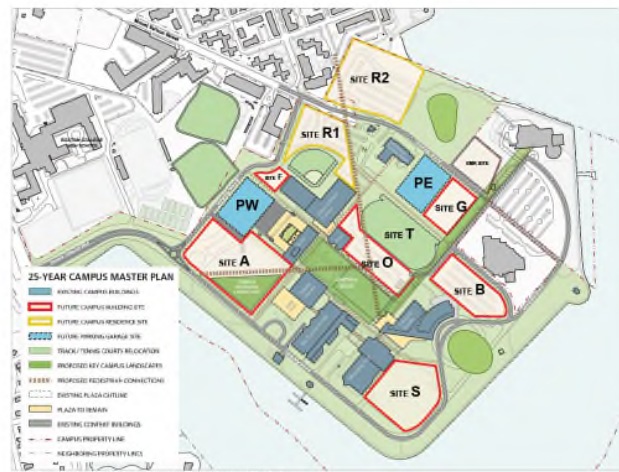 SITE R2
SITE R1
SITE F
PE
EMK SITE
SITE G
PW
SITE T
SITE A
SITE O
SITE B
SITE S
25-YEAR CAMPUS MASTER PLAN
EXISTING CAMPUS BUILDINGS
FUTURE CAMPUS BUILDING SITE
FUTURE CAMPUS RESIDENCE SITE
FUTURE PARKING GARAGE SITE
TRACK / TENNIS COURTS RELOCATION
PROPOSED KEY CAMPUS LANDSCAPES
PROPOSED PEDESTRIAN CONNECTIONS
EXISTING PLAZA OUTLINE
PLAZA TO REMAIN
EXISTING CONTEXT BUILDINGS
CAMPUS PROPERTY LINE
NEIGHBORING PROPERTY LINES